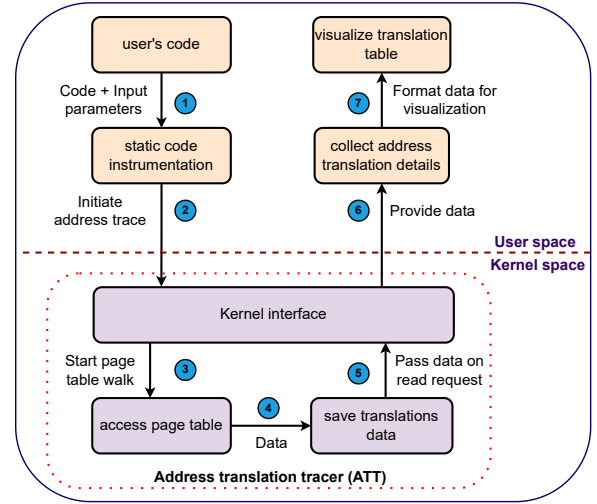 user's code
visualize translation
table
Code + Input
parameters
1
7
Format data for
visualization
static code
instrumentation
collect address
translation details
Initiate
address trace
2
6
Provide data
User space
Kernel space
Kernel interface
Start page
table walk
3
5
Pass data on
read request
access page table
4
Data
save translations
data
Address translation tracer (ATT)